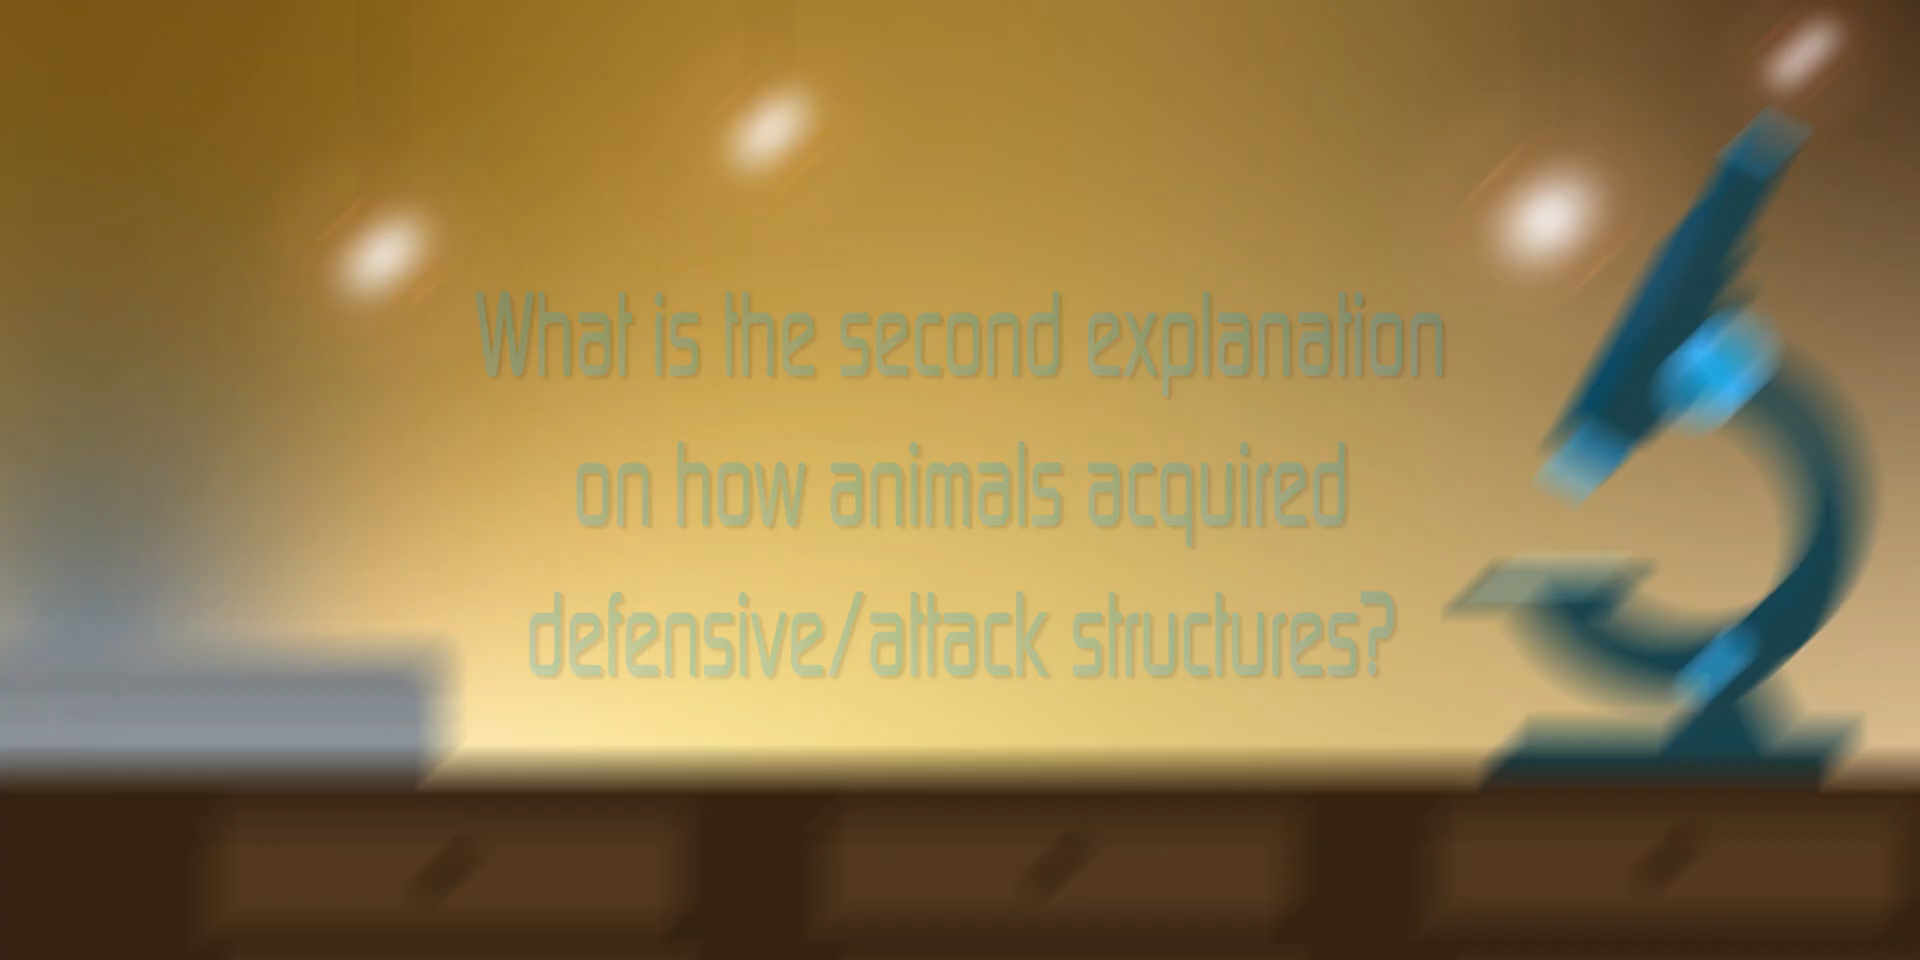 What is the second explanation
on how animals acquired
defensive/attack structures?